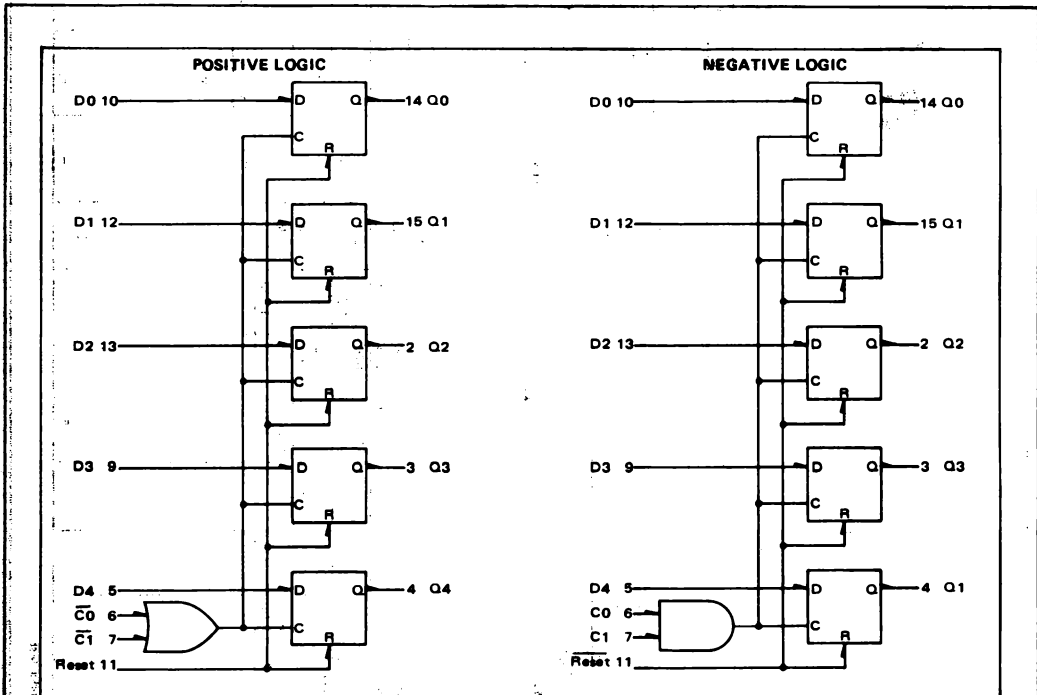 POSITIVE LOGIC
D0 10 D Q 14 Q0
C
R
D1 12 D Q 15 Q1
C
R
D2 13 D Q 2 Q2
C
R
D3 9 D Q 3 Q3
C
R
D4 5 D Q 4 Q4
C̅0̅ 6
C
C̅1̅ 7
R
Reset 11
NEGATIVE LOGIC
D0 10 D Q 14 Q0
C
R
D1 12 D Q 15 Q1
C
R
D2 13 D Q 2 Q2
C
R
D3 9 D Q 3 Q3
C
R
D4 5 D Q 4 Q1
C0 6
C
C1 7
R
R̅e̅s̅e̅t̅ 11